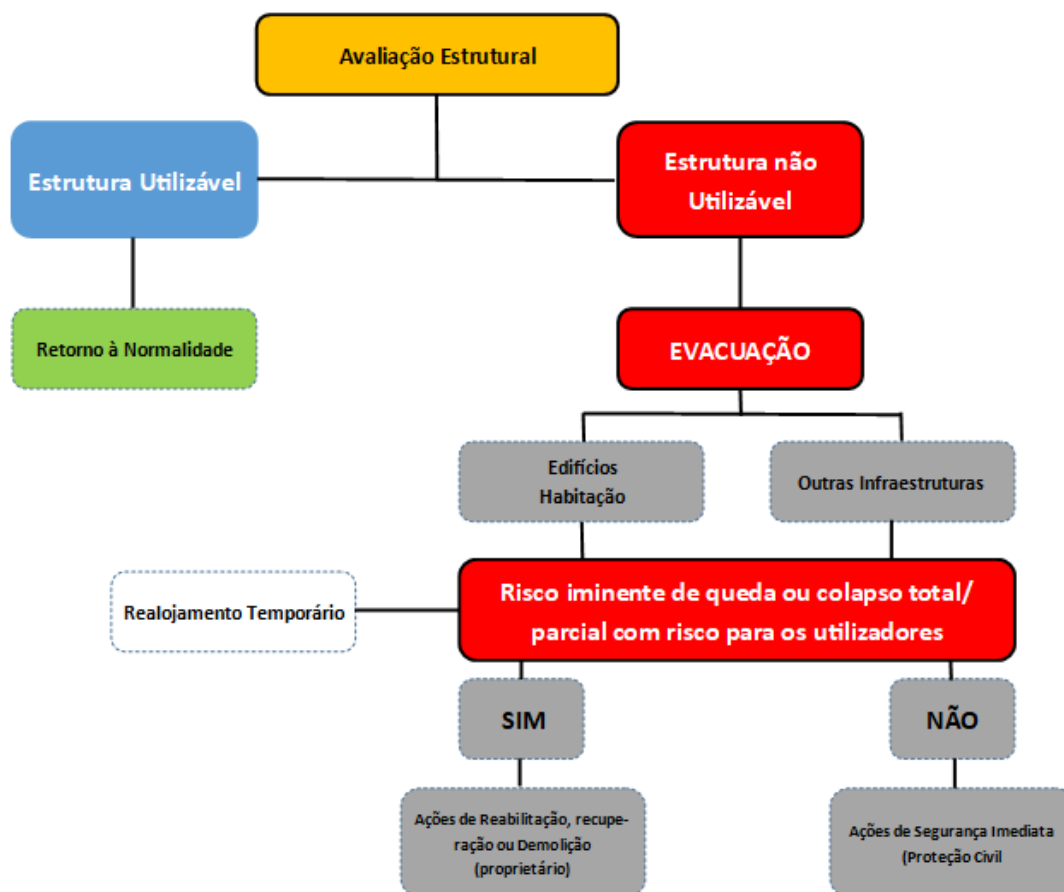 Avaliação Estrutural
Estrutura Utilizável
Estrutura não
Utilizável
Retorno à Normalidade
EVACUAÇÃO
Edifícios
Habitação
Outras Infraestruturas
Realojamento Temporário
Risco iminente de queda ou colapso total/
parcial com risco para os utilizadores
SIM
NÃO
Ações de Reabilitação, recupe-
ração ou Demolição
(proprietário)
Ações de Segurança Imediata
(Proteção Civil